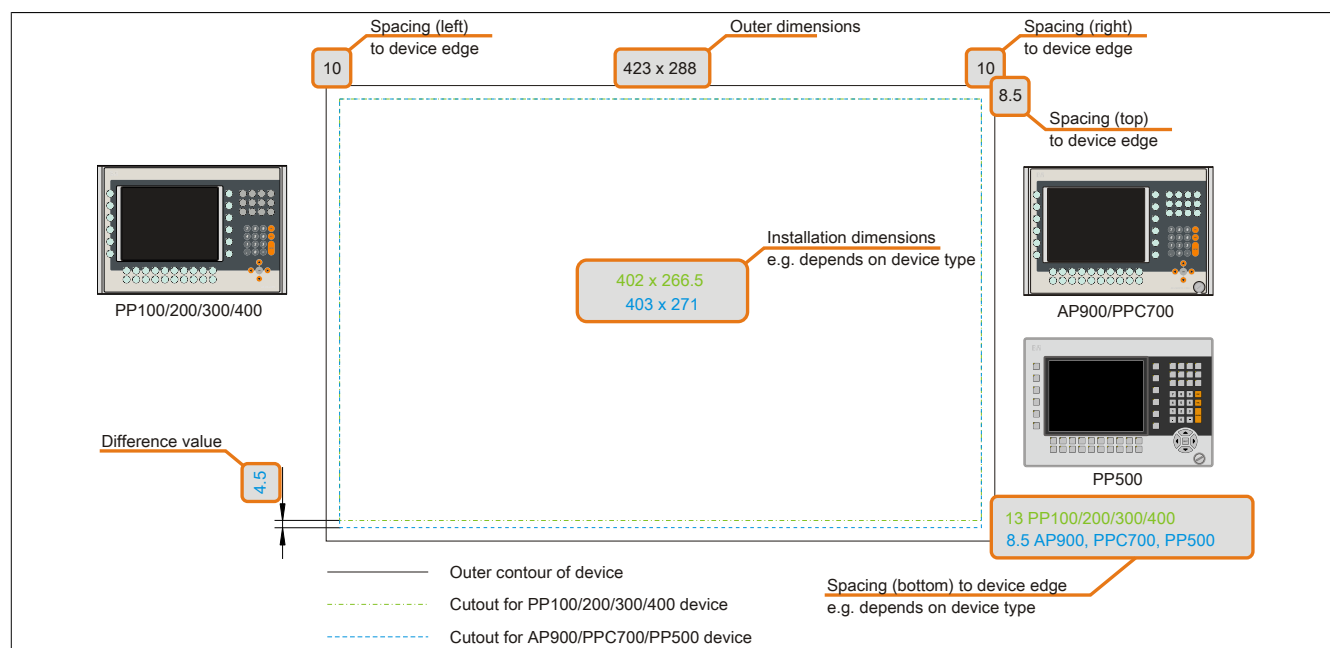 Spacing (left)
to device edge
Outer dimensions
Spacing (right)
to device edge
10
423 x 288
10
8.5
Spacing (top)
to device edge
Installation dimensions
e.g. depends on device type
402 x 266.5
403 x 271
PP100/200/300/400
AP900/PPC700
Difference value
4.5
PP500
13 PP100/200/300/400
8.5 AP900, PPC700, PP500
Outer contour of device
Spacing (bottom) to device edge
e.g. depends on device type
Cutout for PP100/200/300/400 device
Cutout for AP900/PPC700/PP500 device